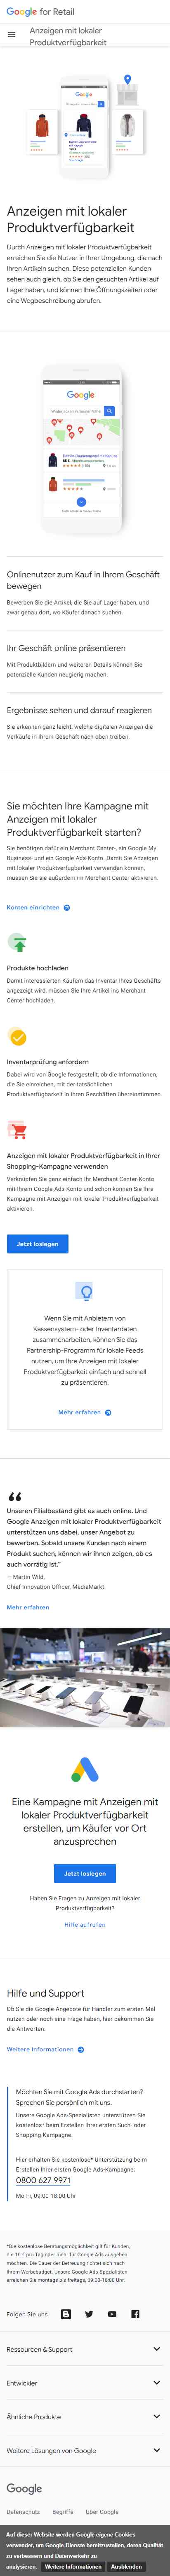 Google for Retail
Anzeigen mit lokaler
Produktverfügbarkeit
Google
Anzeigen mit lokaler
Produktverfügbarkeit
Durch Anzeigen mit lokaler Produktverfügbarkeit
erreichen Sie die Nutzer in Ihrer Umgebung, die nach
Ihren Artikeln suchen. Diese potenziellen Kunden
sehen auch gleich, ob Sie den gesuchten Artikel auf
Lager haben, und können Ihre Öffnungszeiten oder
eine Wegbeschreibung abrufen.
Google
Onlinenutzer zum Kauf in Ihrem Geschäft
bewegen
Bewerben Sie die Artikel, die Sie auf Lager haben, und
zwar genau dort, wo Käufer danach suchen.
Ihr Geschäft online präsentieren
Mit Produktbildern und weiteren Details können Sie
potenzielle Kunden neugierig machen.
Ergebnisse sehen und darauf reagieren
Sie erkennen ganz leicht, welche digitalen Anzeigen die
Verkäufe in Ihrem Geschäft nach oben treiben.
Sie möchten Ihre Kampagne mit
Anzeigen mit lokaler
Produktverfügbarkeit starten?
Sie benötigen dafür ein Merchant Center-, ein Google My
Business- und ein Google Ads-Konto. Damit Sie Anzeigen
mit lokaler Produktverfügbarkeit verwenden können,
müssen Sie sie außerdem im Merchant Center aktivieren.
Konten einrichten
Produkte hochladen
Damit interessierten Käufern das Inventar Ihres Geschäfts
angezeigt wird, müssen Sie Ihre Artikel ins Merchant
Center hochladen.
Inventarprüfung anfordern
Dabei wird von Google festgestellt, ob die Informationen,
die Sie einreichen, mit der tatsächlichen
Produktverfügbarkeit in Ihren Geschäften übereinstimmen.
Anzeigen mit lokaler Produktverfügbarkeit in Ihrer
Shopping-Kampagne verwenden
Verknüpfen Sie ganz einfach Ihr Merchant Center-Konto
mit Ihrem Google Ads-Konto und schon können Sie Ihre
Kampagne mit Anzeigen mit lokaler Produktverfügbarkeit
aktivieren.
Jetzt loslegen
Wenn Sie mit Anbietern von
Kassensystem- oder Inventardaten
zusammenarbeiten, können Sie das
Partnership-Programm für lokale Feeds
nutzen, um Ihre Anzeigen mit lokaler
Produktverfügbarkeit einfach und schnell
zu präsentieren.
Mehr erfahren
Unseren Filialbestand gibt es auch online. Und
Google Anzeigen mit lokaler Produktverfügbarkeit
unterstützen uns dabei, unser Angebot zu
bewerben. Sobald unsere Kunden nach einem
Produkt suchen, können wir ihnen zeigen, ob es
auch vorrätig ist.“
— Martin Wild,
Chief Innovation Officer, MediaMarkt
Mehr erfahren
Eine Kampagne mit Anzeigen mit
lokaler Produktverfügbarkeit
erstellen, um Käufer vor Ort
anzusprechen
Jetzt loslegen
Haben Sie Fragen zu Anzeigen mit lokaler
Produktverfügbarkeit?
Hilfe aufrufen
Hilfe und Support
Ob Sie die Google-Angebote für Händler zum ersten Mal
nutzen oder noch eine Frage haben, hier bekommen Sie
die Antworten.
Weitere Informationen
Möchten Sie mit Google Ads durchstarten?
Sprechen Sie persönlich mit uns.
Unsere Google Ads-Spezialisten unterstützen Sie
kostenlos* beim Erstellen Ihrer ersten Such- oder
Shopping-Kampagne.
Hier erhalten Sie kostenlose* Unterstützung beim
Erstellen Ihrer ersten Google Ads-Kampagne:
0800 627 9971
Mo-Fr, 09:00-18:00 Uhr
*Die kostenlose Beratungsmöglichkeit gilt für Kunden,
die 10 € pro Tag oder mehr für Google Ads ausgeben
möchten. Die Dauer der Betreuung richtet sich nach
Ihrem Werbebudget. Unsere Google Ads-Spezialisten
erreichen Sie montags bis freitags, 09:00-18:00 Uhr.
Folgen Sie uns
Ressourcen & Support
Entwickler
Ähnliche Produkte
Weitere Lösungen von Google
Google
Datenschutz Begriffe Über Google
Auf dieser Website werden Google eigene Cookies
verwendet, um Google-Dienste bereitzustellen, deren Qualität
zu verbessern und Datenverkehr zu
analysieren. Weitere Informationen Ausblenden